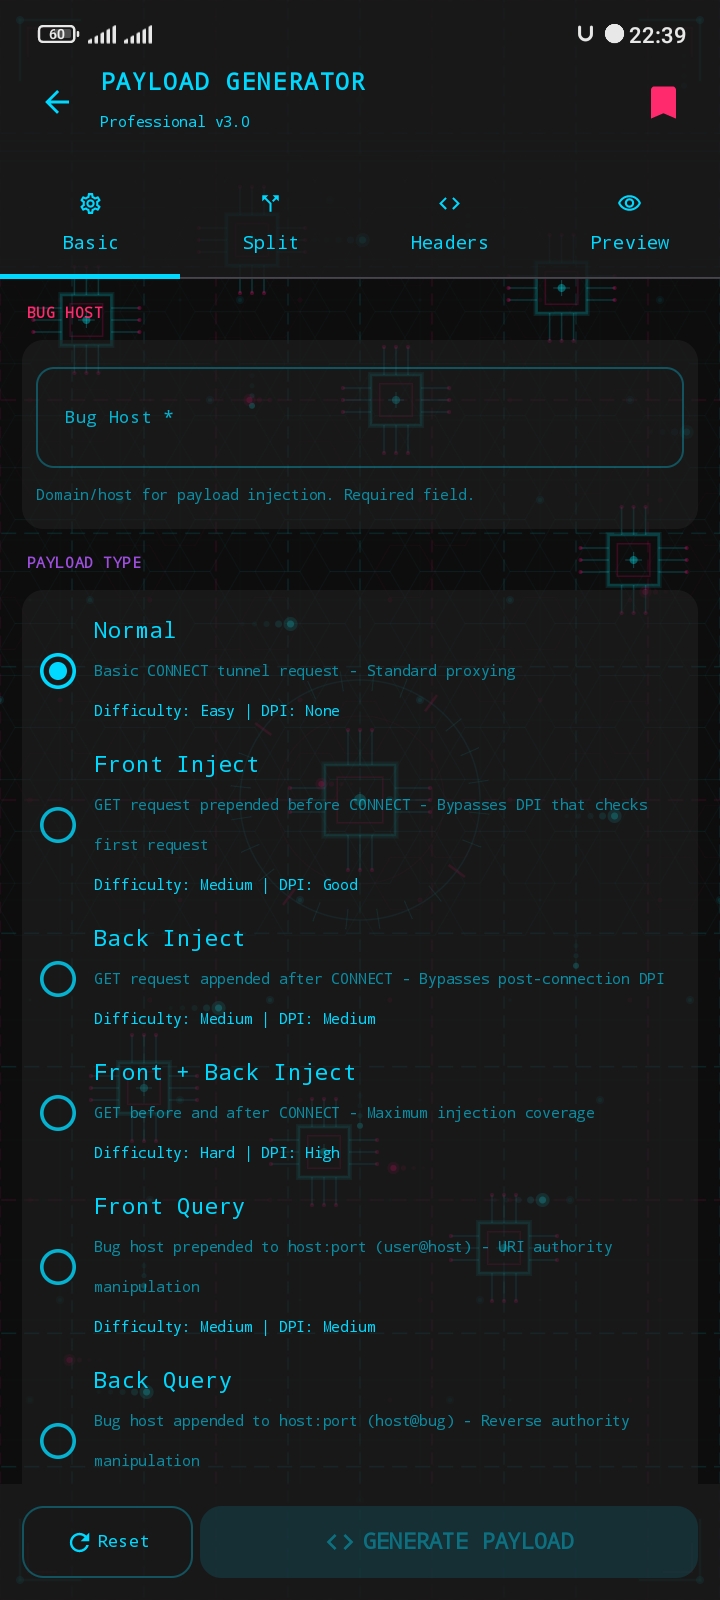 60
22:39
PAYLOAD GENERATOR
Professional v3.0
Basic
Split
Headers
Preview
BUG HOST
Bug Host *
Domain/host for payload injection. Required field.
PAYLOAD TYPE
Normal
Basic CONNECT tunnel request - Standard proxying
Difficulty: Easy | DPI: None
Front Inject
GET request prepended before CONNECT - Bypasses DPI that checks
first request
Difficulty: Medium | DPI: Good
Back Inject
GET request appended after CONNECT - Bypasses post-connection DPI
Difficulty: Medium | DPI: Medium
Front + Back Inject
GET before and after CONNECT - Maximum injection coverage
Difficulty: Hard | DPI: High
Front Query
Bug host prepended to host:port (user@host) - URI authority
manipulation
Difficulty: Medium | DPI: Medium
Back Query
Bug host appended to host:port (host@bug) - Reverse authority
manipulation
Reset
GENERATE PAYLOAD